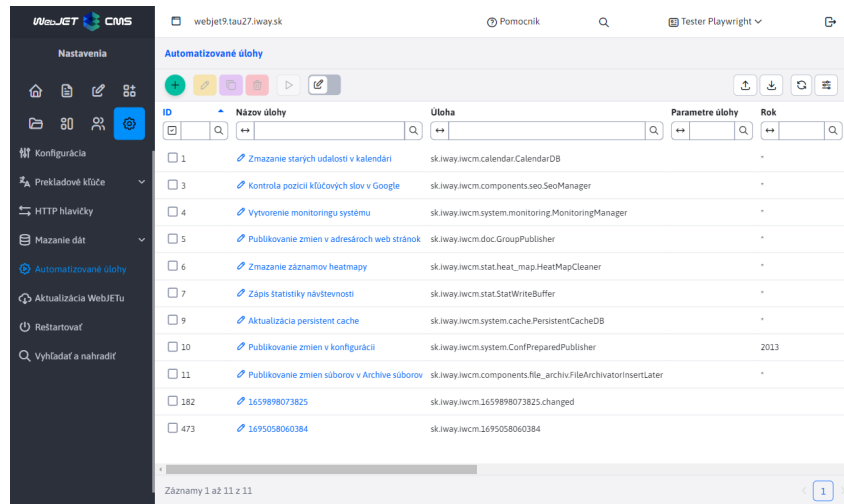 WebJET CMS
webjet9.tau27.iway.sk
Pomocník
Tester Playwright
Nastavenia
Automatizované úlohy
ID
Názov úlohy
Úloha
Parametre úlohy
Rok
Konfigurácia
Prekladové kľúče
HTTP hlavičky
Mazanie dát
Automatizované úlohy
Aktualizácia WebJETu
Reštartovať
Vyhľadať a nahradiť
1 Zmazanie starých udalostí v kalendári sk.iway.iwcm.calendar.CalendarDB *
3 Kontrola pozícií kľúčových slov v Google sk.iway.iwcm.components.seo.SeoManager *
4 Vytvorenie monitoringu systému sk.iway.iwcm.system.monitoring.MonitoringManager *
5 Publikovanie zmien v adresároch web stránok sk.iway.iwcm.doc.GroupPublisher *
6 Zmazanie záznamov heatmapy sk.iway.iwcm.stat.heat_map.HeatMapCleaner *
7 Zápis štatistiky návštevnosti sk.iway.iwcm.stat.StatWriteBuffer *
9 Aktualizácia persistent cache sk.iway.iwcm.system.cache.PersistentCacheDB *
10 Publikovanie zmien v konfigurácii sk.iway.iwcm.system.ConfPreparedPublisher 2013
11 Publikovanie zmien súborov v Archíve súborov sk.iway.iwcm.components.file_archiv.FileArchivatorInsertLater *
182 1659898073825 sk.iway.iwcm.1659898073825.changed
473 1695058060384 sk.iway.iwcm.1695058060384
Záznamy 1 až 11 z 11
1